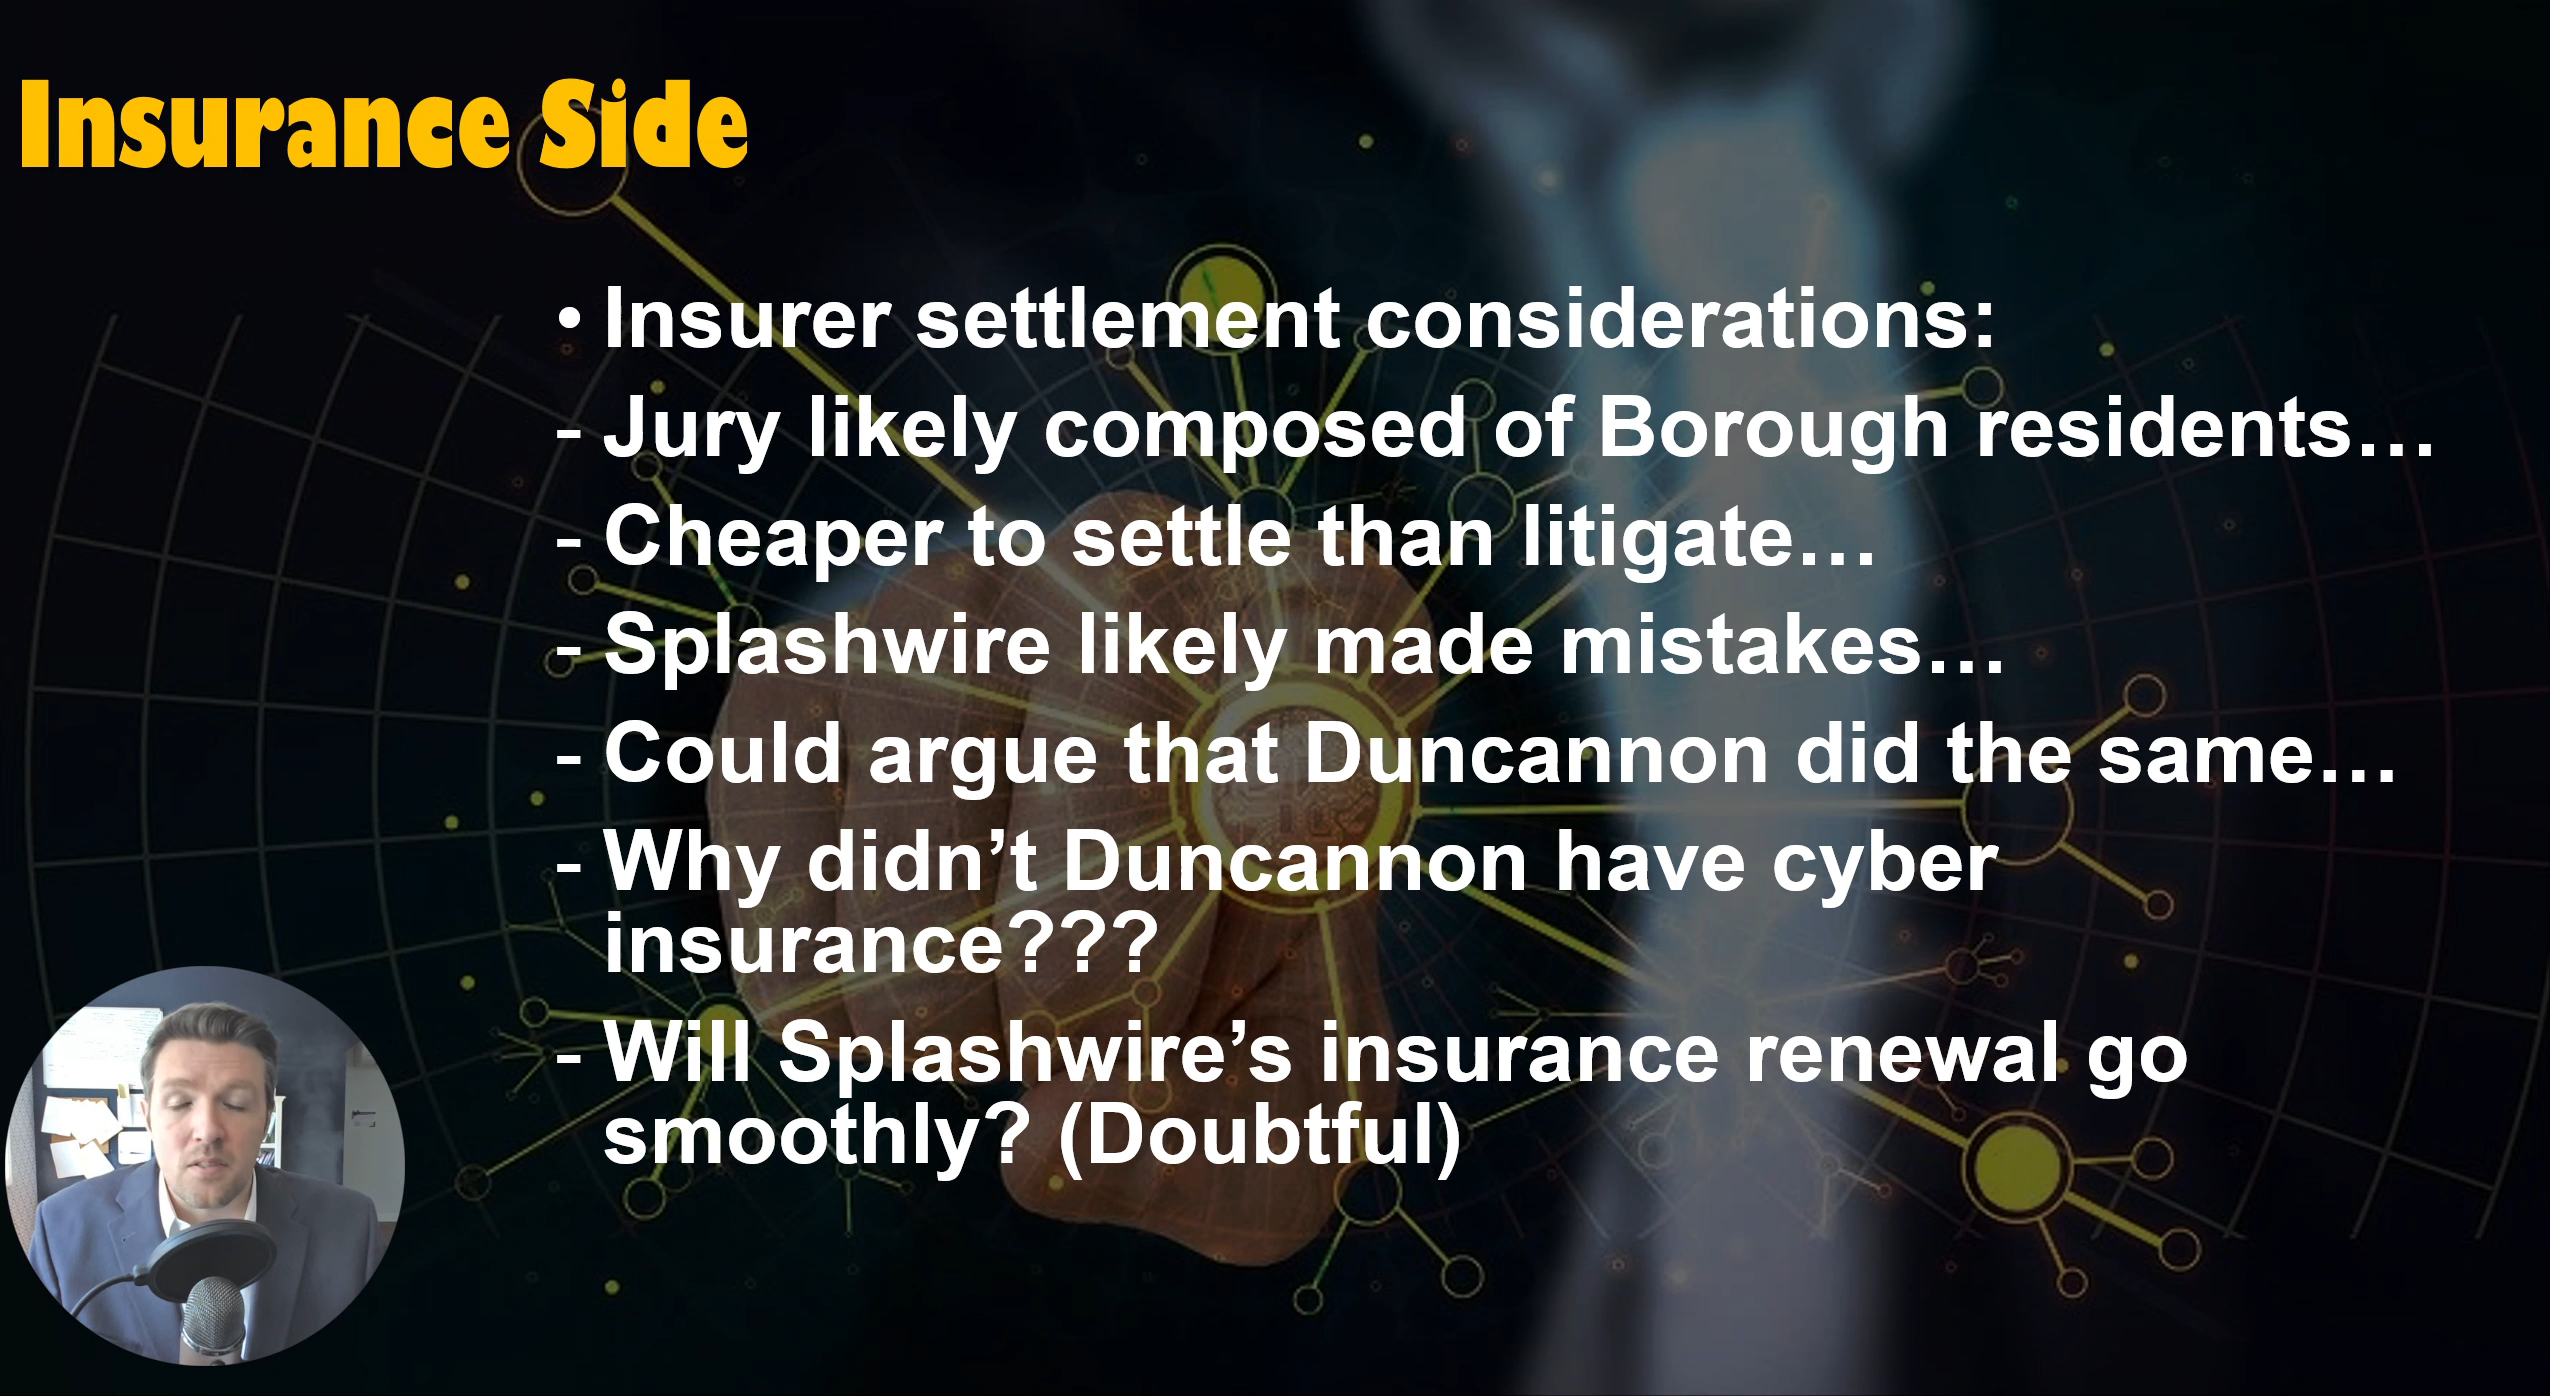 Insurance Side
• Insurer settlement considerations:
- Jury likely composed of Borough residents…
- Cheaper to settle than litigate…
- Splashwire likely made mistakes…
- Could argue that Duncannon did the same…
- Why didn’t Duncannon have cyber
insurance???
- Will Splashwire’s insurance renewal go
smoothly? (Doubtful)